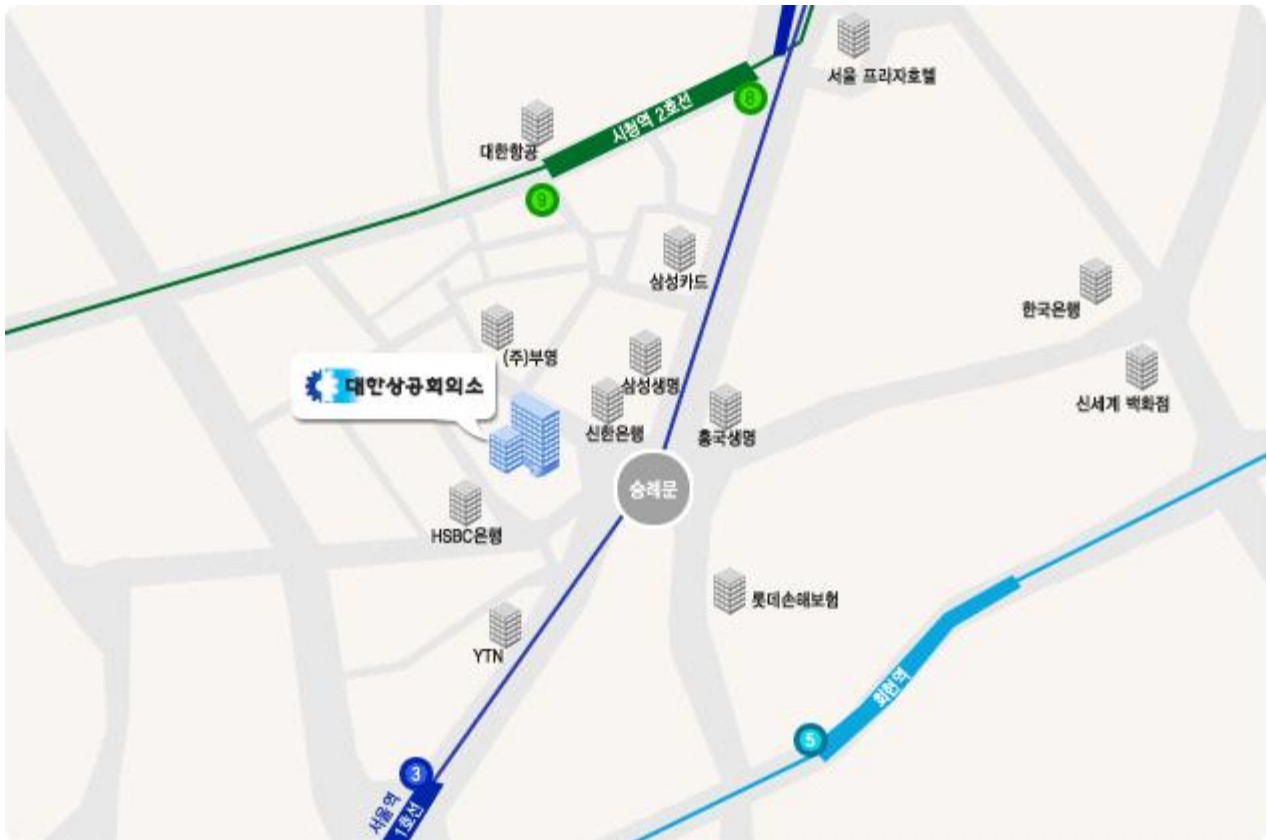 서울 프라자호텔
8
시청역 2호선
대한항공
9
삼성카드
한국은행
(주)부영
대한상공회의소
삼성생명
신세계 백화점
신한은행
흥국생명
숭례문
HSBC은행
롯데손해보험
YTN
회현역
5
3
서울역
1호선